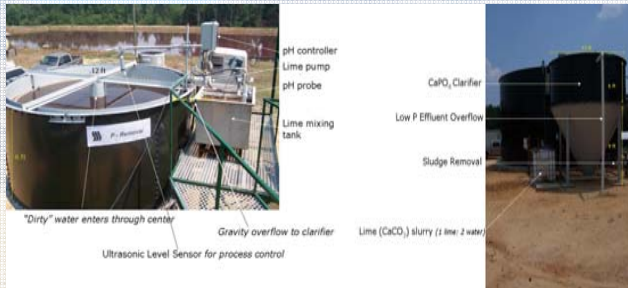 pH controller
Lime pump
pH probe
Lime mixing
tank
12 ft
P - Removal
"Dirty" water enters through center
Gravity overflow to clarifier
Ultrasonic Level Sensor for process control
CaPO₄ Clarifier
Low P Effluent Overflow
Sludge Removal
Lime (CaCO₃) slurry (1 lime: 2 water)